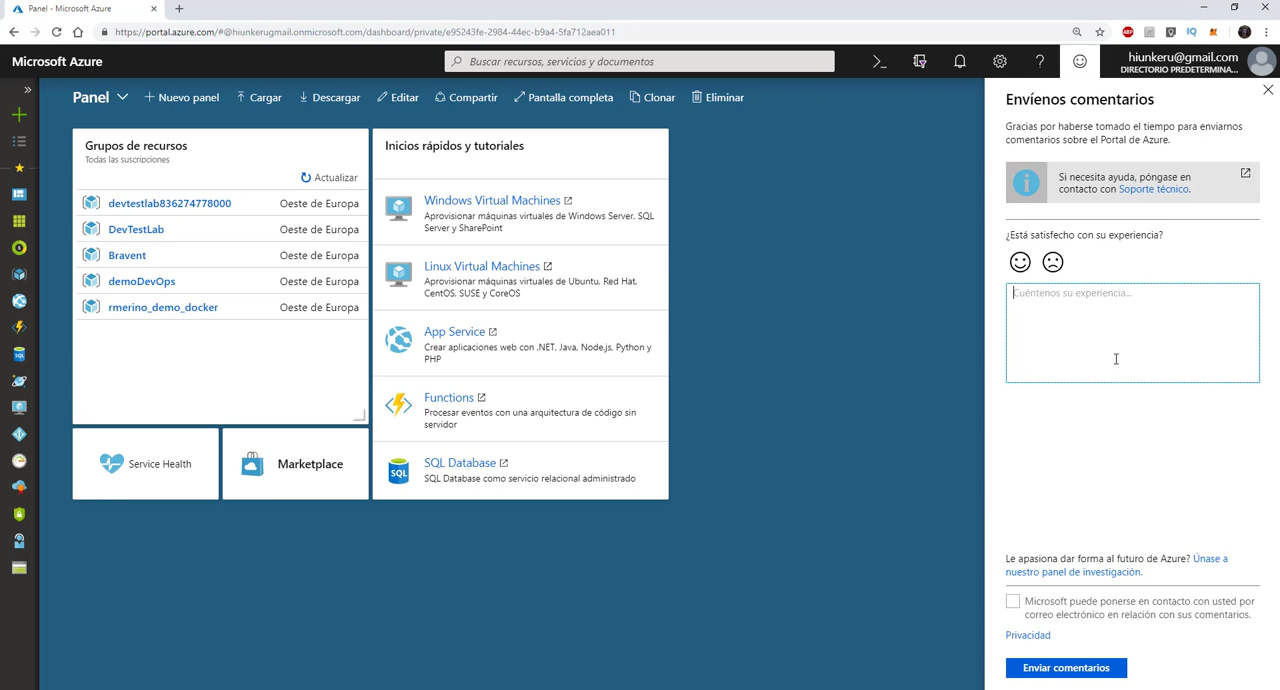 Panel - Microsoft Azure
https://portal.azure.com/#@hiunkerugmail.onmicrosoft.com/dashboard/private/e95243fe-2984-44ec-b9a4-5fa712aea011
ABP
IQ
Microsoft Azure
Buscar recursos, servicios y documentos
hiunkeru@gmail.com
DIRECTORIO PREDETERMINA...
Panel
Nuevo panel
Cargar
Descargar
Editar
Compartir
Pantalla completa
Clonar
Eliminar
Grupos de recursos
Todas las suscripciones
Actualizar
devtestlab836274778000 Oeste de Europa
DevTestLab Oeste de Europa
Bravent Oeste de Europa
demoDevOps Oeste de Europa
rmerino_demo_docker Oeste de Europa
Service Health
Marketplace
Inicios rápidos y tutoriales
Windows Virtual Machines
Aprovisionar máquinas virtuales de Windows Server, SQL
Server y SharePoint
Linux Virtual Machines
Aprovisionar máquinas virtuales de Ubuntu, Red Hat,
CentOS, SUSE y CoreOS
App Service
Crear aplicaciones web con .NET, Java, Node.js, Python y
PHP
Functions
Procesar eventos con una arquitectura de código sin
servidor
SQL
SQL Database
SQL Database como servicio relacional administrado
Envíenos comentarios
Gracias por haberse tomado el tiempo para enviarnos
comentarios sobre el Portal de Azure.
Si necesita ayuda, póngase en
contacto con Soporte técnico.
¿Está satisfecho con su experiencia?
Cuéntenos su experiencia...
Le apasiona dar forma al futuro de Azure? Únase a
nuestro panel de investigación.
Microsoft puede ponerse en contacto con usted por
correo electrónico en relación con sus comentarios.
Privacidad
Enviar comentarios